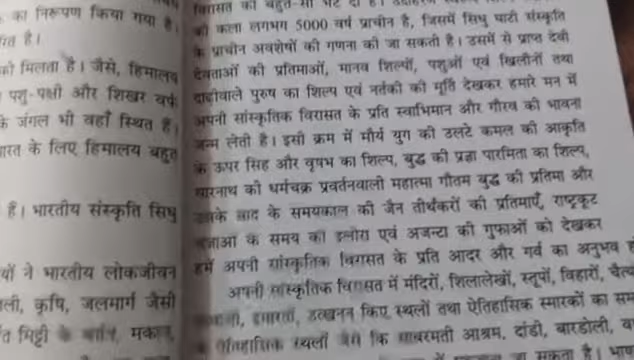 का निरूपण किया गया है
है।
को मिलता है। जैसे, हिमालय
पशु-पक्षी और शिखर
के जंगल भी वहाँ स्थित हैं।
भारत के लिए हिमालय बहुत
हैं। भारतीय संस्कृति सिंधु
यों ने भारतीय लोकजीवन
ली, कृषि, जलमार्ग जैसी
मिट्टी के
विरासत की बहुत-सी भेंट दी है।
की कला लगभग 5000 वर्ष प्राचीन है, जिसमें सिंधु घाटी संस्कृति
के प्राचीन अवशेषों की गणना की जा सकती है। उसमें से प्राप्त देवी
देवताओं की प्रतिमाओं, मानव शिल्पों, पशुओं एवं खिलौनों तथा
दाढ़ीवाले पुरुष का शिल्प एवं नर्तकी की मूर्ति देखकर हमारे मन में
अपनी सांस्कृतिक विरासत के प्रति स्वाभिमान और गौरव की भावना
जन्म लेती है। इसी क्रम में मौर्य युग की उलटे कमल की आकृति
के ऊपर सिंह और वृषभ का शिल्प, बुद्ध की प्रज्ञा पारमिता का शिल्प,
सारनाथ की धर्मचक्र प्रवर्तनवाली महात्मा गौतम बुद्ध की प्रतिमा और
उसके बाद के समयकाल की जैन तीर्थंकरों की प्रतिमाएँ, राष्ट्रकूट
राजाओं के समय की इलोरा एवं अजन्टा की गुफाओं को देखकर
हमें अपनी सांस्कृतिक विरासत के प्रति आदर और गर्व का अनुभव
अपनी सांस्कृतिक विरासत में मंदिरों, शिलालेखों, स्तूपों, विहारों,
इमारतों, उत्खनन किए स्थलों तथा ऐतिहासिक स्मारकों का
ऐतिहासिक स्थलों जैसे कि साबरमती आश्रम, दांडी, बारडोली,